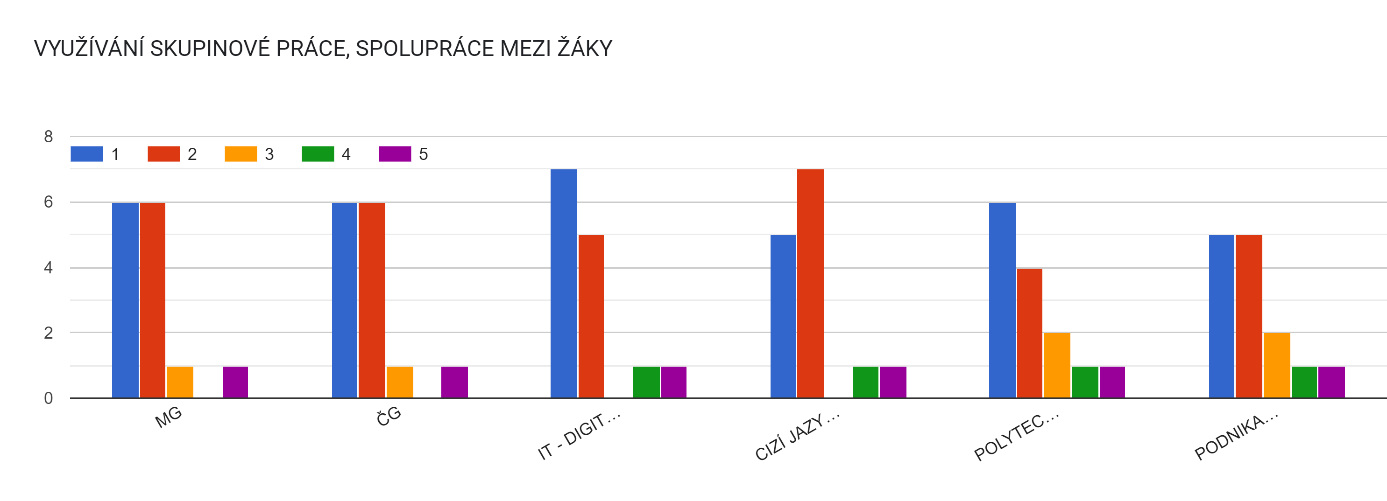 VYUŽÍVÁNÍ SKUPINOVÉ PRÁCE, SPOLUPRÁCE MEZI ŽÁKY
8
1 2 3 4 5
6
4
2
0
MG ČG IT - DIGIT... CIZÍ JAZY... POLYTEC... PODNIKA...